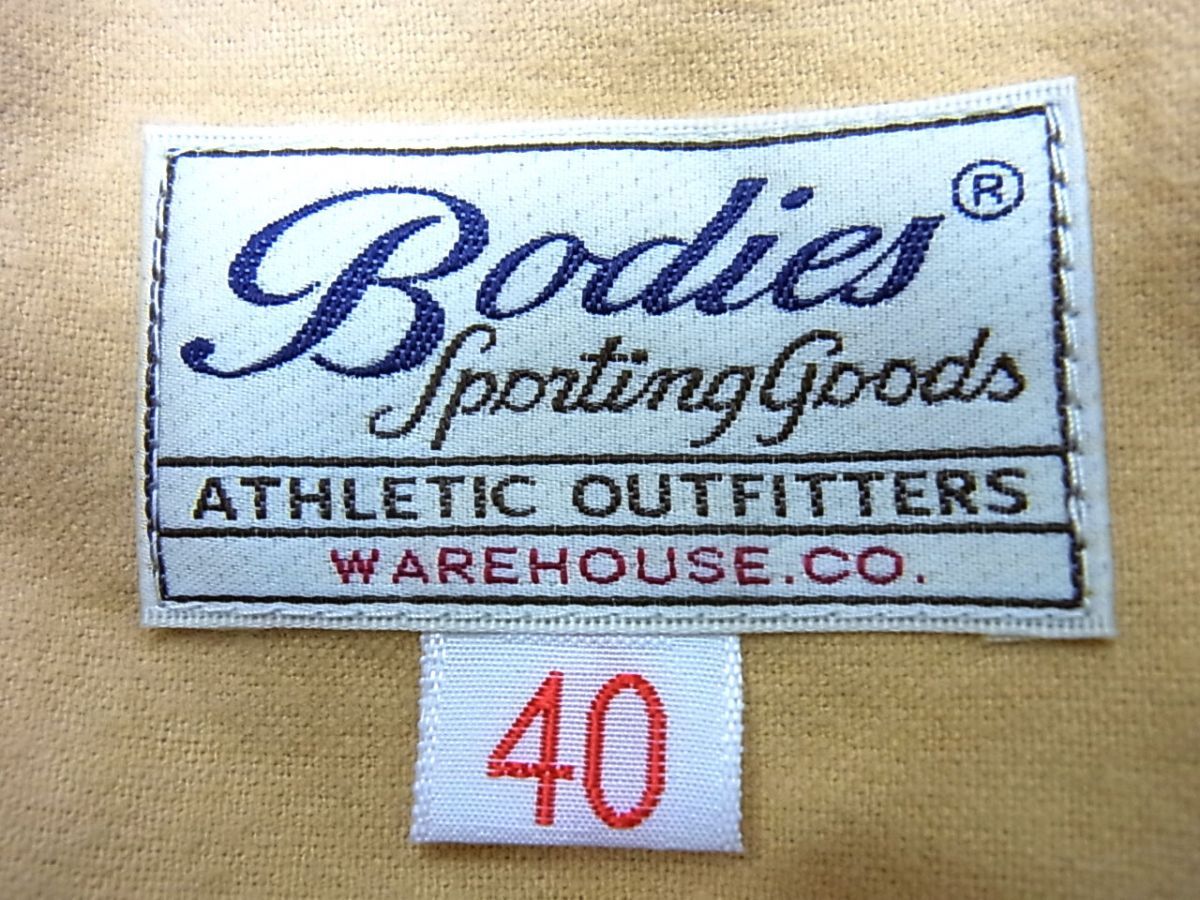 Bodies ®
Sporting Goods
ATHLETIC OUTFITTERS
WAREHOUSE.CO.
40